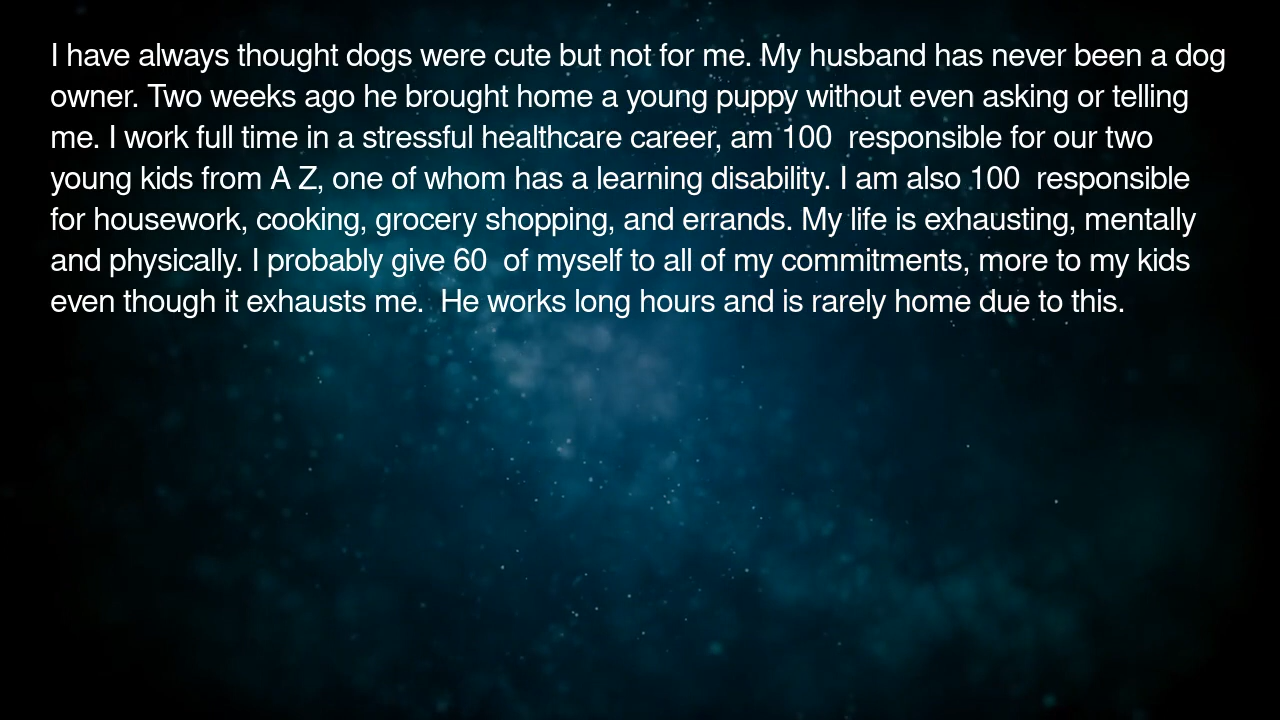 I have always thought dogs were cute but not for me. My husband has never been a dog
owner. Two weeks ago he brought home a young puppy without even asking or telling
me. I work full time in a stressful healthcare career, am 100  responsible for our two
young kids from A Z, one of whom has a learning disability. I am also 100  responsible
for housework, cooking, grocery shopping, and errands. My life is exhausting, mentally
and physically. I probably give 60  of myself to all of my commitments, more to my kids
even though it exhausts me.  He works long hours and is rarely home due to this.